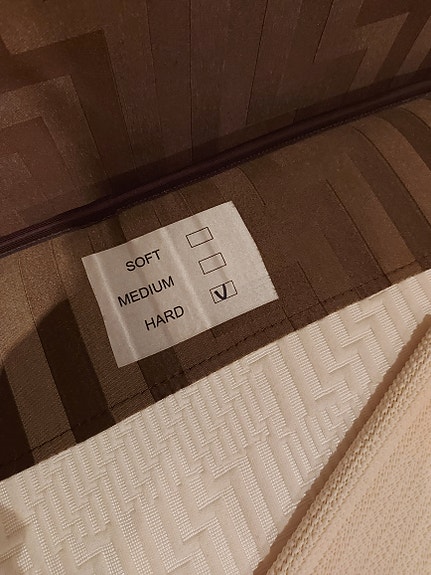 SOFT ☐
MEDIUM ☐
HARD ☑